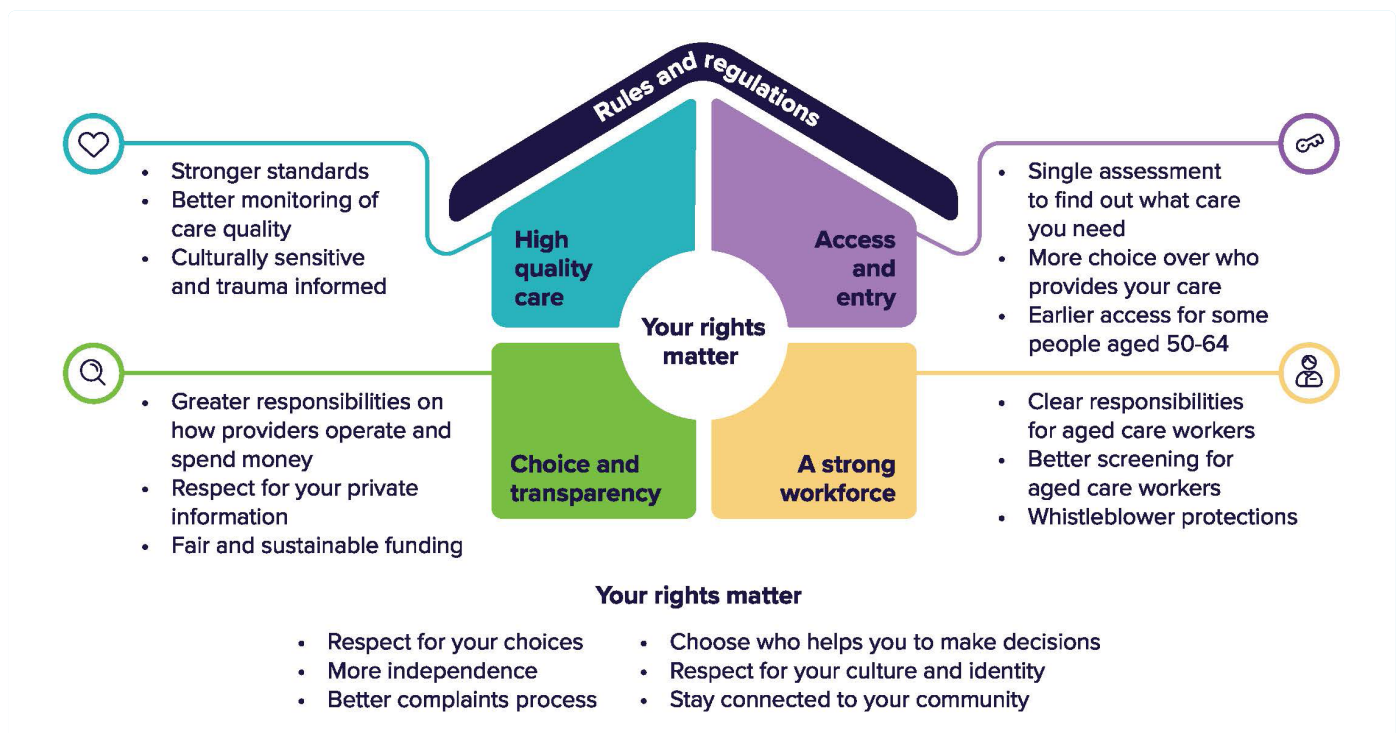 Rules and regulations
• Stronger standards
• Better monitoring of
care quality
• Culturally sensitive
and trauma informed
High
quality
care
Access
and
entry
• Single assessment
to find out what care
you need
• More choice over who
provides your care
• Earlier access for some
people aged 50-64
Your rights
matter
• Greater responsibilities on
how providers operate and
spend money
• Respect for your private
information
• Fair and sustainable funding
Choice and
transparency
A strong
workforce
• Clear responsibilities
for aged care workers
• Better screening for
aged care workers
• Whistleblower protections
Your rights matter
• Respect for your choices
• More independence
• Better complaints process
• Choose who helps you to make decisions
• Respect for your culture and identity
• Stay connected to your community